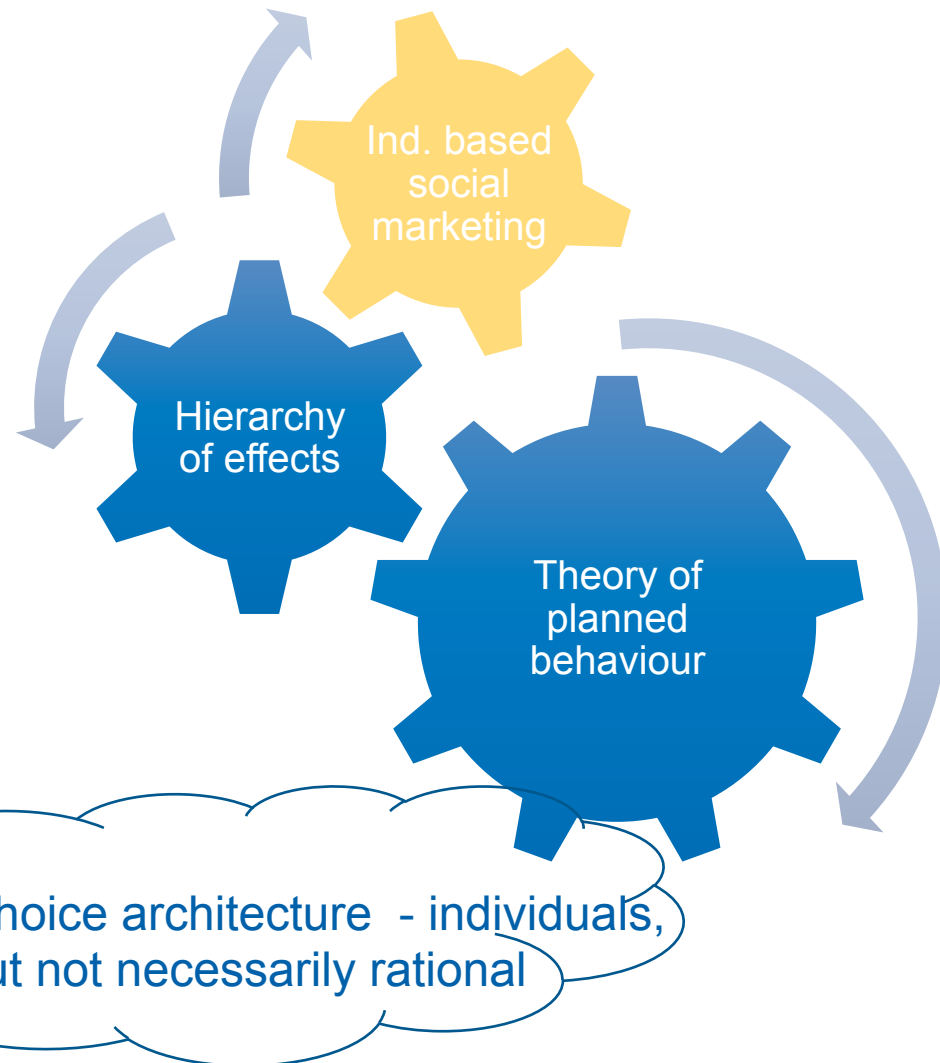 Ind. based
social
marketing
Hierarchy
of effects
Theory of
planned
behaviour
hoice architecture - individuals,
ut not necessarily rational